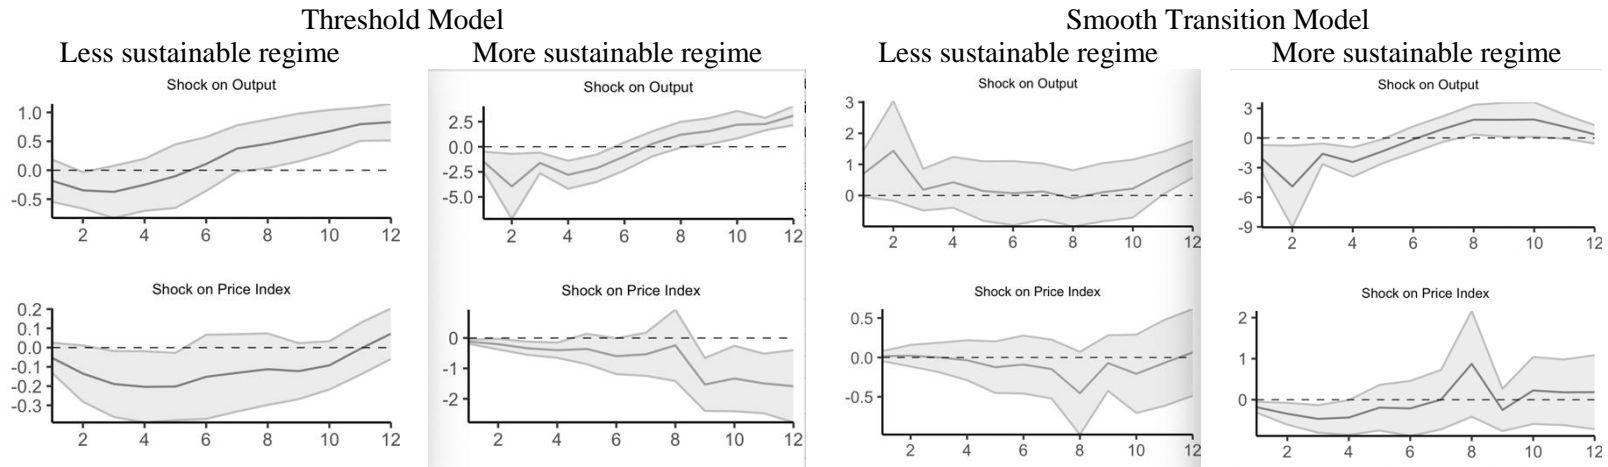 Threshold Model
Smooth Transition Model
Less sustainable regime
More sustainable regime
Less sustainable regime
More sustainable regime
Shock on Output
1.0
0.5
0.0
-0.5
2 4 6 8 10 12
Shock on Output
2.5
0.0
-2.5
-5.0
2 4 6 8 10 12
Shock on Output
3
2
1
0
2 4 6 8 10 12
Shock on Output
3
0
-3
-6
-9
2 4 6 8 10 12
Shock on Price Index
0.2
0.1
0.0
-0.1
-0.2
-0.3
2 4 6 8 10 12
Shock on Price Index
0
-1
-2
2 4 6 8 10 12
Shock on Price Index
0.5
0.0
-0.5
2 4 6 8 10 12
Shock on Price Index
2
1
0
2 4 6 8 10 12